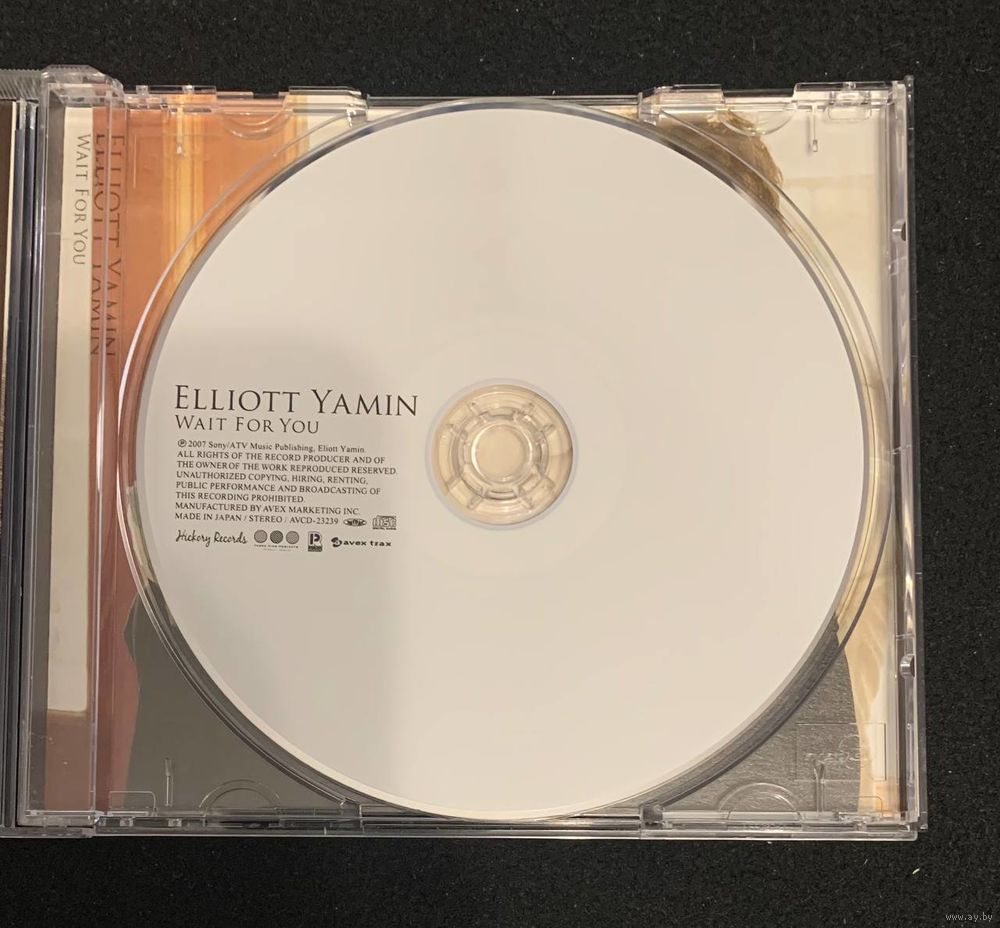 ELLIOTT YAMIN
WAIT FOR YOU
ELLIOTT YAMIN
WAIT FOR YOU
℗ 2007 Sony/ATV Music Publishing, Eliott Yamin.
ALL RIGHTS OF THE RECORD PRODUCER AND OF
THE OWNER OF THE WORK REPRODUCED RESERVED.
UNAUTHORIZED COPYING, HIRING, RENTING,
PUBLIC PERFORMANCE AND BROADCASTING OF
THIS RECORDING PROHIBITED.
MANUFACTURED BY AVEX MARKETING INC.
MADE IN JAPAN / STEREO / AVCD-23239
Hickory Records
avex trax
www.ay.by